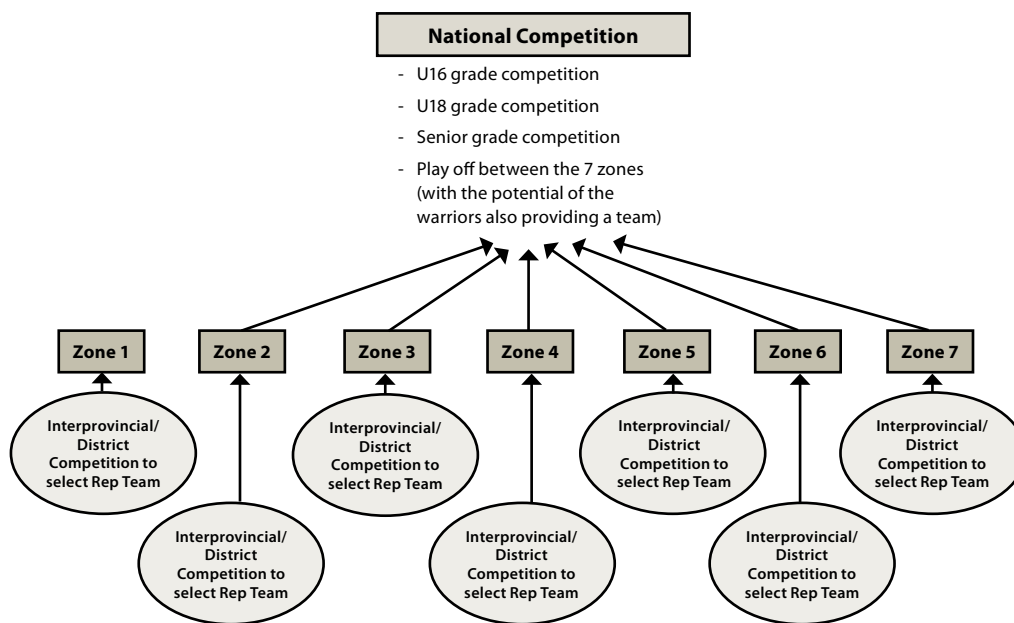 National Competition
- U16 grade competition
- U18 grade competition
- Senior grade competition
- Play off between the 7 zones
(with the potential of the
warriors also providing a team)
Zone 1
Zone 2
Zone 3
Zone 4
Zone 5
Zone 6
Zone 7
Interprovincial/
District
Competition to
select Rep Team
Interprovincial/
District
Competition to
select Rep Team
Interprovincial/
District
Competition to
select Rep Team
Interprovincial/
District
Competition to
select Rep Team
Interprovincial/
District
Competition to
select Rep Team
Interprovincial/
District
Competition to
select Rep Team
Interprovincial/
District
Competition to
select Rep Team